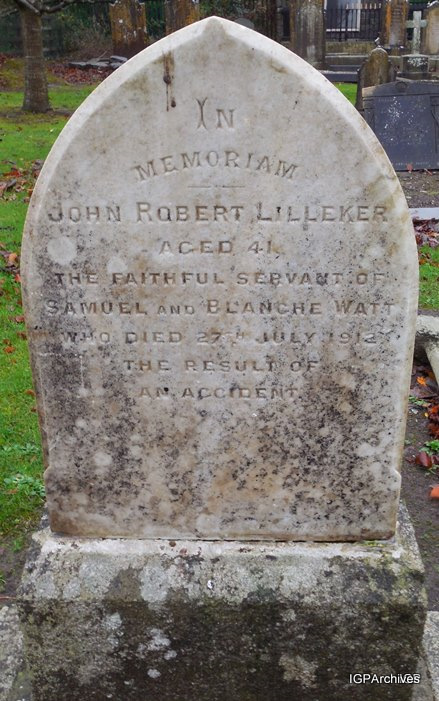 IN
MEMORIAM
JOHN ROBERT LILLEKER
AGED 41.
THE FAITHFUL SERVANT OF
SAMUEL AND BLANCHE WATT
WHO DIED 27TH JULY 1912
THE RESULT OF
AN ACCIDENT.
IGPArchives